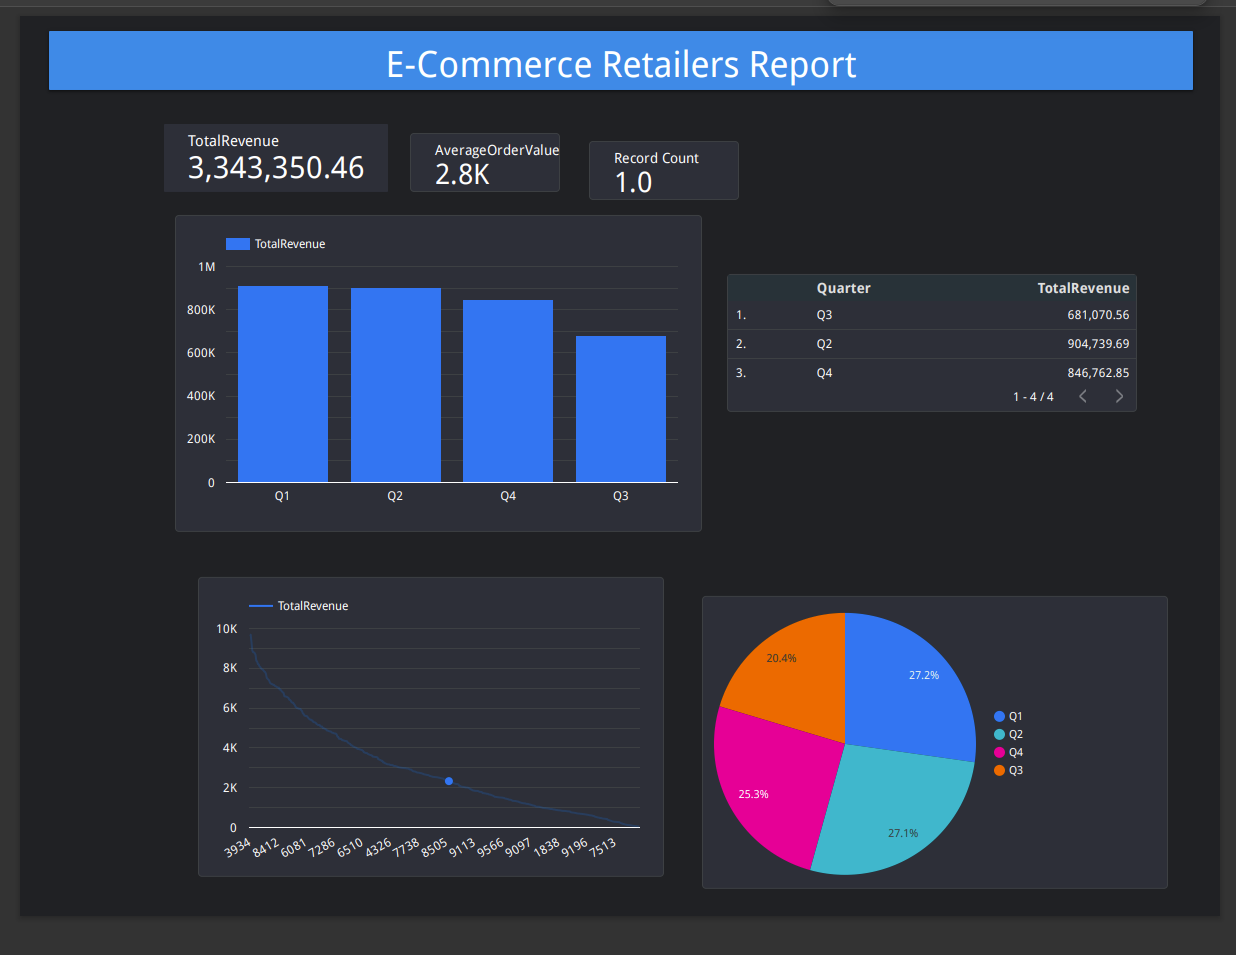 E-Commerce Retailers Report
TotalRevenue
3,343,350.46
AverageOrderValue
2.8K
Record Count
1.0
TotalRevenue
1M
800K
600K
400K
200K
0
Q1 Q2 Q4 Q3
Quarter TotalRevenue
1. Q3 681,070.56
2. Q2 904,739.69
3. Q4 846,762.85
1 - 4 / 4
TotalRevenue
10K
8K
6K
4K
2K
0
3934 8412 6081 7286 6510 4326 7738 8505 9113 9566 9097 1838 9196 7513
20.4%
27.2%
25.3%
27.1%
Q1
Q2
Q4
Q3